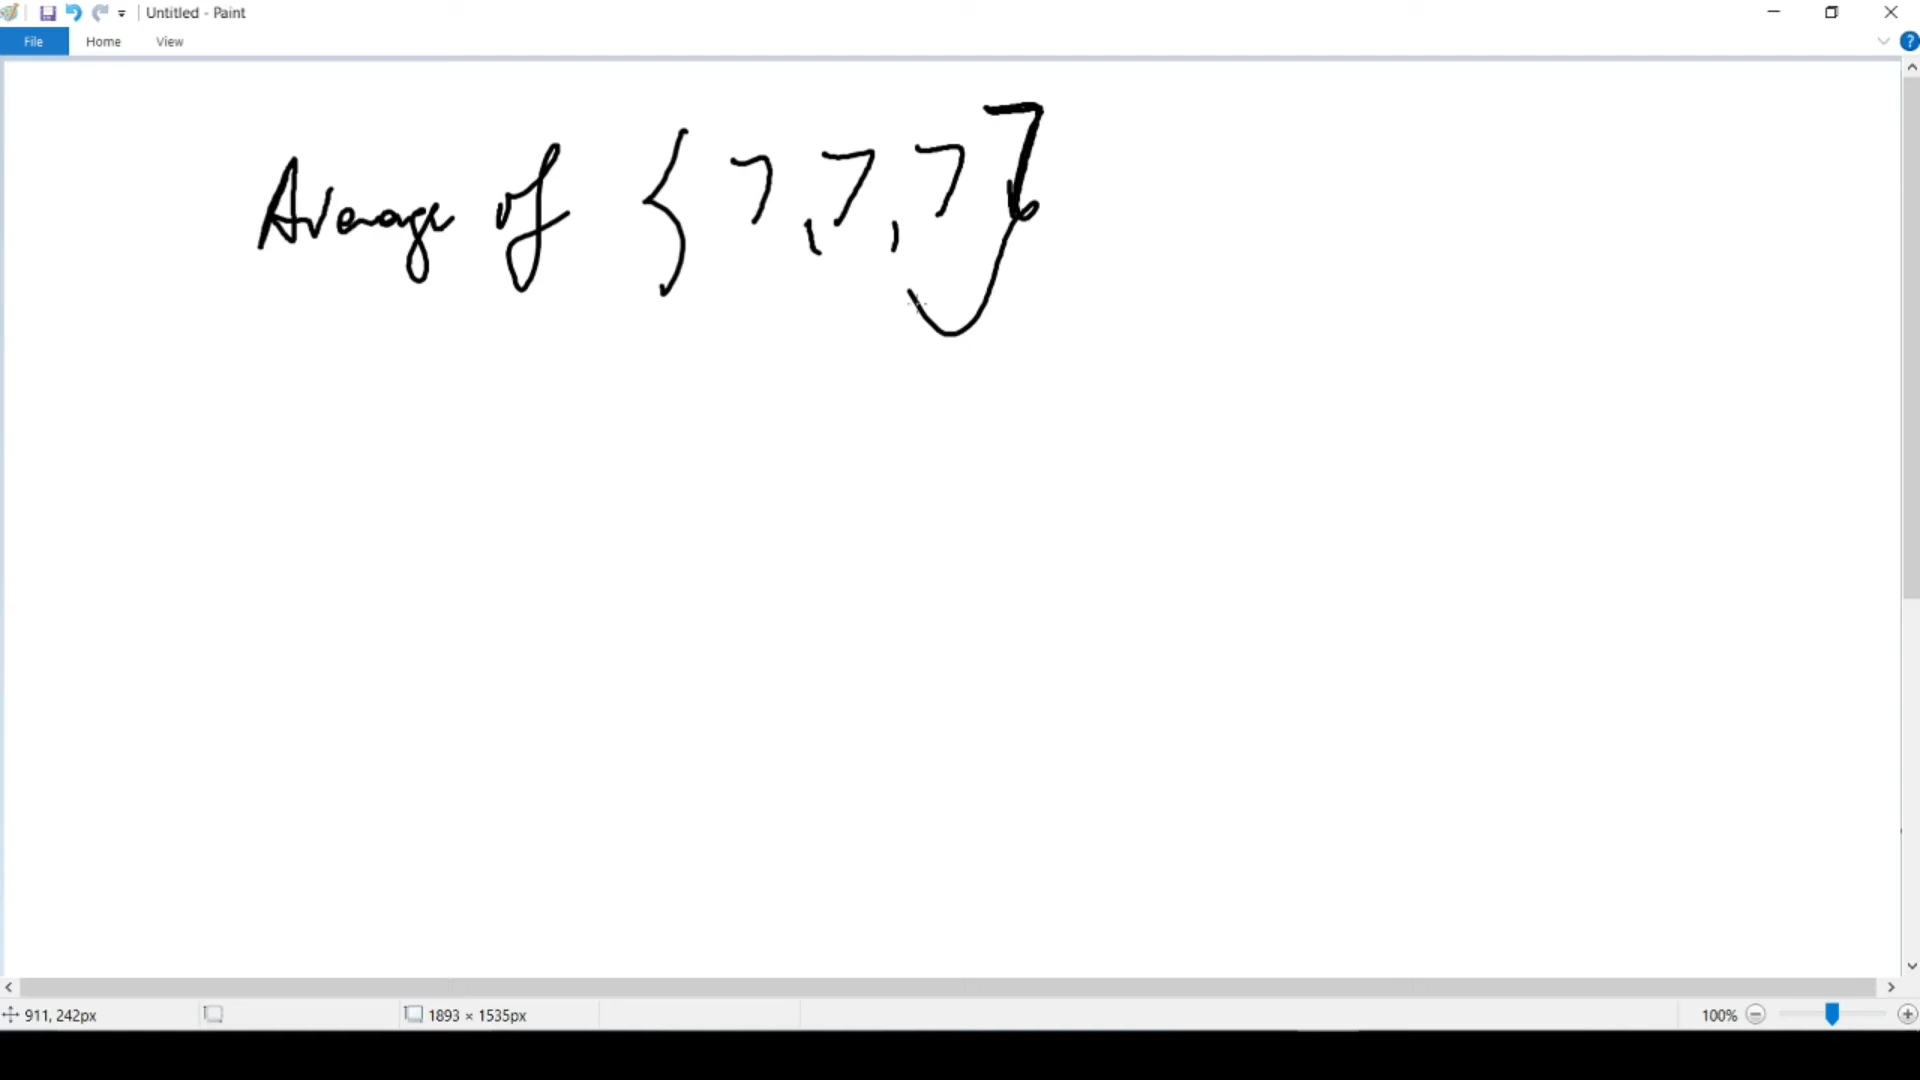 Untitled - Paint
File Home View
Average of { 7, 7, 7 }
911, 242px 1893 × 1535px 100%